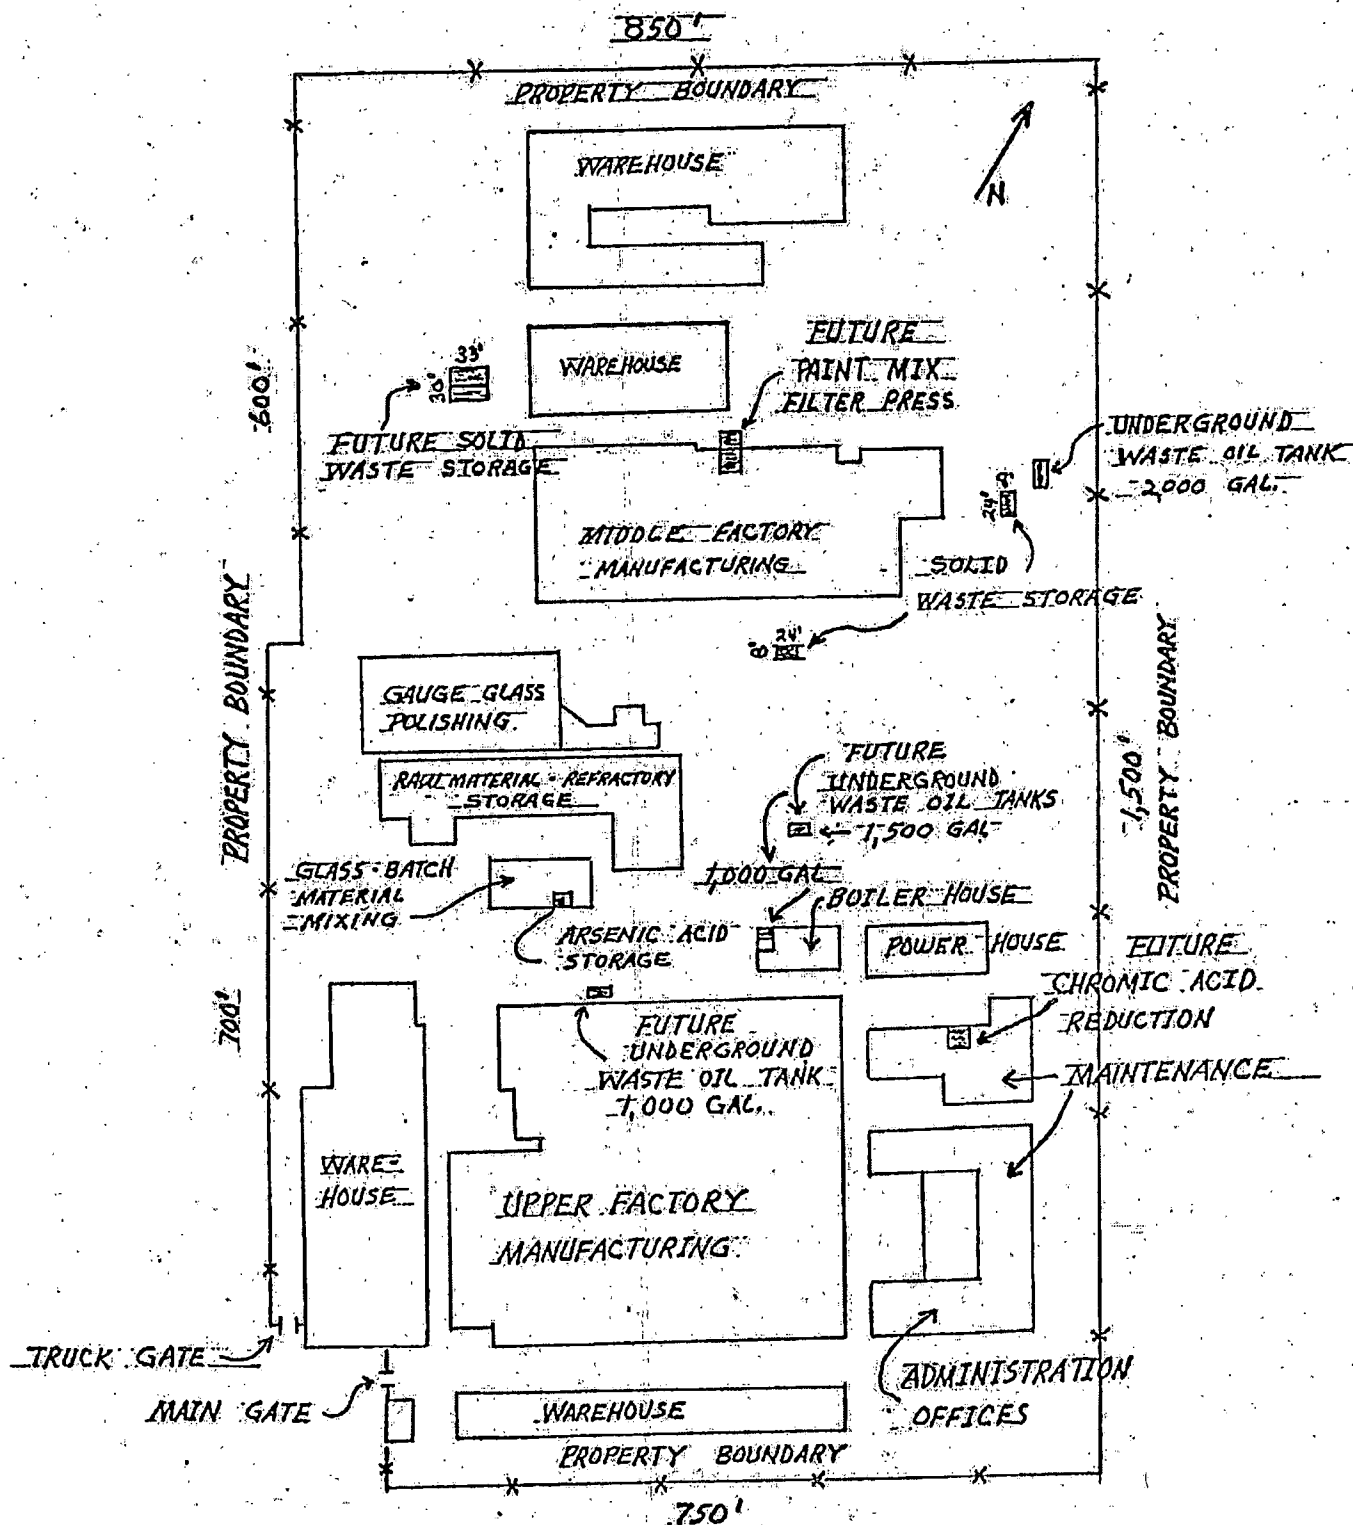 850'
PROPERTY BOUNDARY
N
WAREHOUSE
WAREHOUSE
FUTURE
PAINT MIX
FILTER PRESS
33'
30'
FUTURE SOLID
WASTE STORAGE
600'
UNDERGROUND
WASTE OIL TANK
2,000 GAL.
24'
MIDDLE FACTORY
MANUFACTURING
SOLID
WASTE STORAGE
24'
8'
PROPERTY BOUNDARY
PROPERTY BOUNDARY
1,500'
GAUGE GLASS
POLISHING
RAW MATERIAL - REFRACTORY
STORAGE
FUTURE
UNDERGROUND
WASTE OIL TANKS
1,500 GAL
1,000 GAL
GLASS-BATCH
MATERIAL
MIXING
BOILER HOUSE
ARSENIC ACID
STORAGE
POWER HOUSE
FUTURE
CHROMIC ACID
REDUCTION
700'
FUTURE
UNDERGROUND
WASTE OIL TANK
1,000 GAL.
MAINTENANCE
WARE-
HOUSE
UPPER FACTORY
MANUFACTURING
TRUCK GATE
MAIN GATE
ADMINISTRATION
OFFICES
WAREHOUSE
PROPERTY BOUNDARY
750'